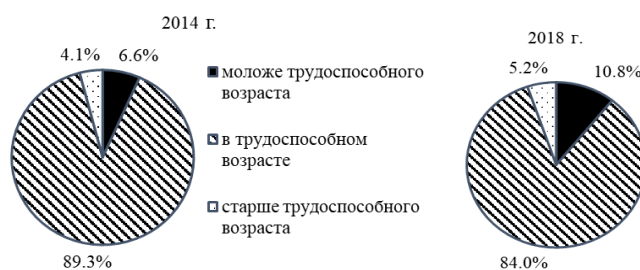 2014 г.
4.1%
6.6%
89.3%
моложе трудоспособного
возраста
в трудоспособном
возрасте
старше трудоспособного
возраста
2018 г.
5.2%
10.8%
84.0%